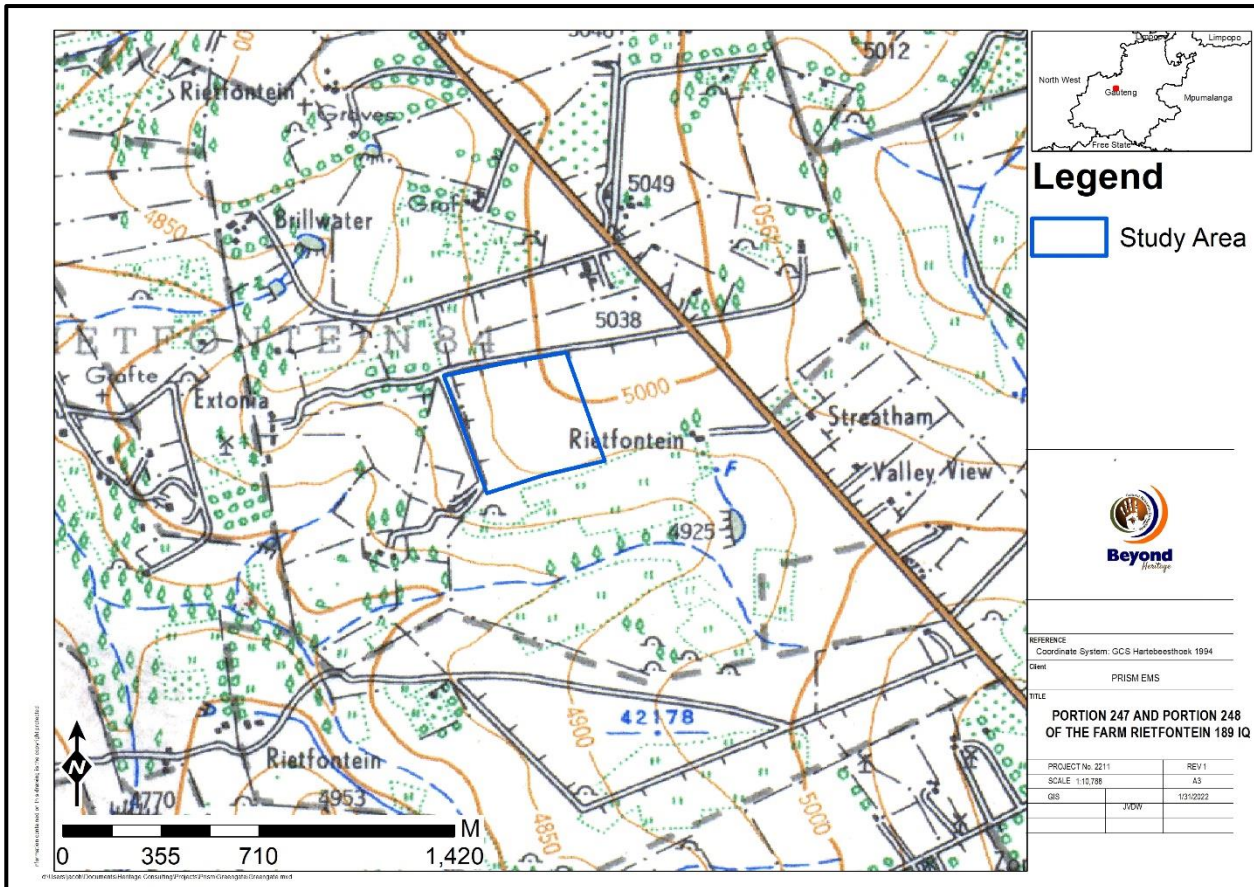 5046
5012
00
Rietfontein
Graves
5049
4850
Graf
Brillwater
4950
5038
IETFONTEIN 84
Grafte
Extonia
5000
Rietfontein
Streatham
F
Valley View
4925
42178
4900
Rietfontein
4770
4953
4850
5000
N
M
0 355 710 1,420
Limpopo
Limpopo
North West
Gauteng
Mpumalanga
Free State
Legend
Study Area
Beyond
Heritage
REFERENCE
Coordinate System: GCS Hartebeesthoek 1994
Client
PRISM EMS
TITLE
PORTION 247 AND PORTION 248
OF THE FARM RIETFONTEIN 189 IQ
PROJECT No. 2211 REV 1
SCALE 1:10,788 A3
GIS JVDW 1/31/2022